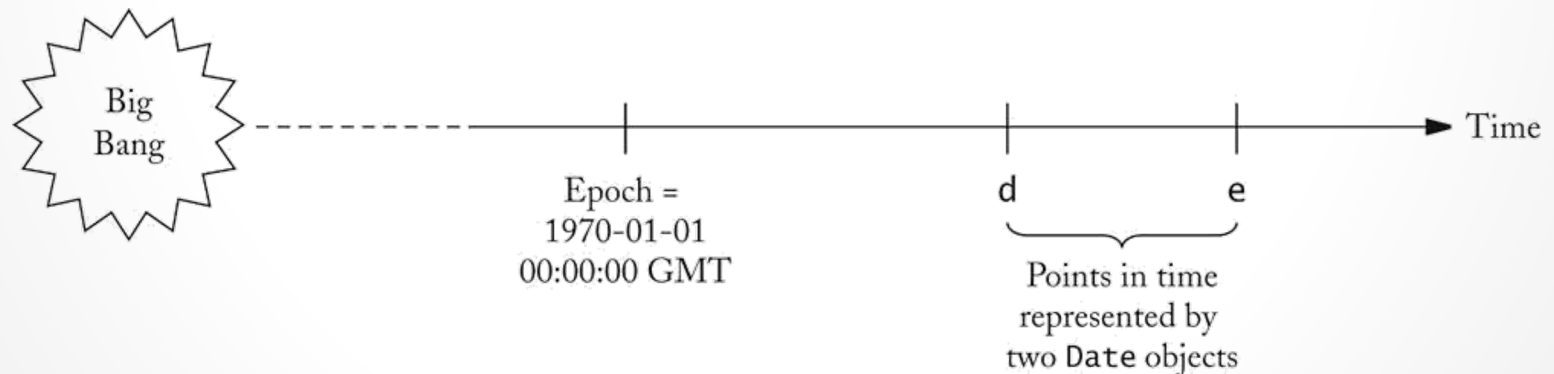 Big
Bang
Time
Epoch =
1970-01-01
00:00:00 GMT
d
e
Points in time
represented by
two Date objects